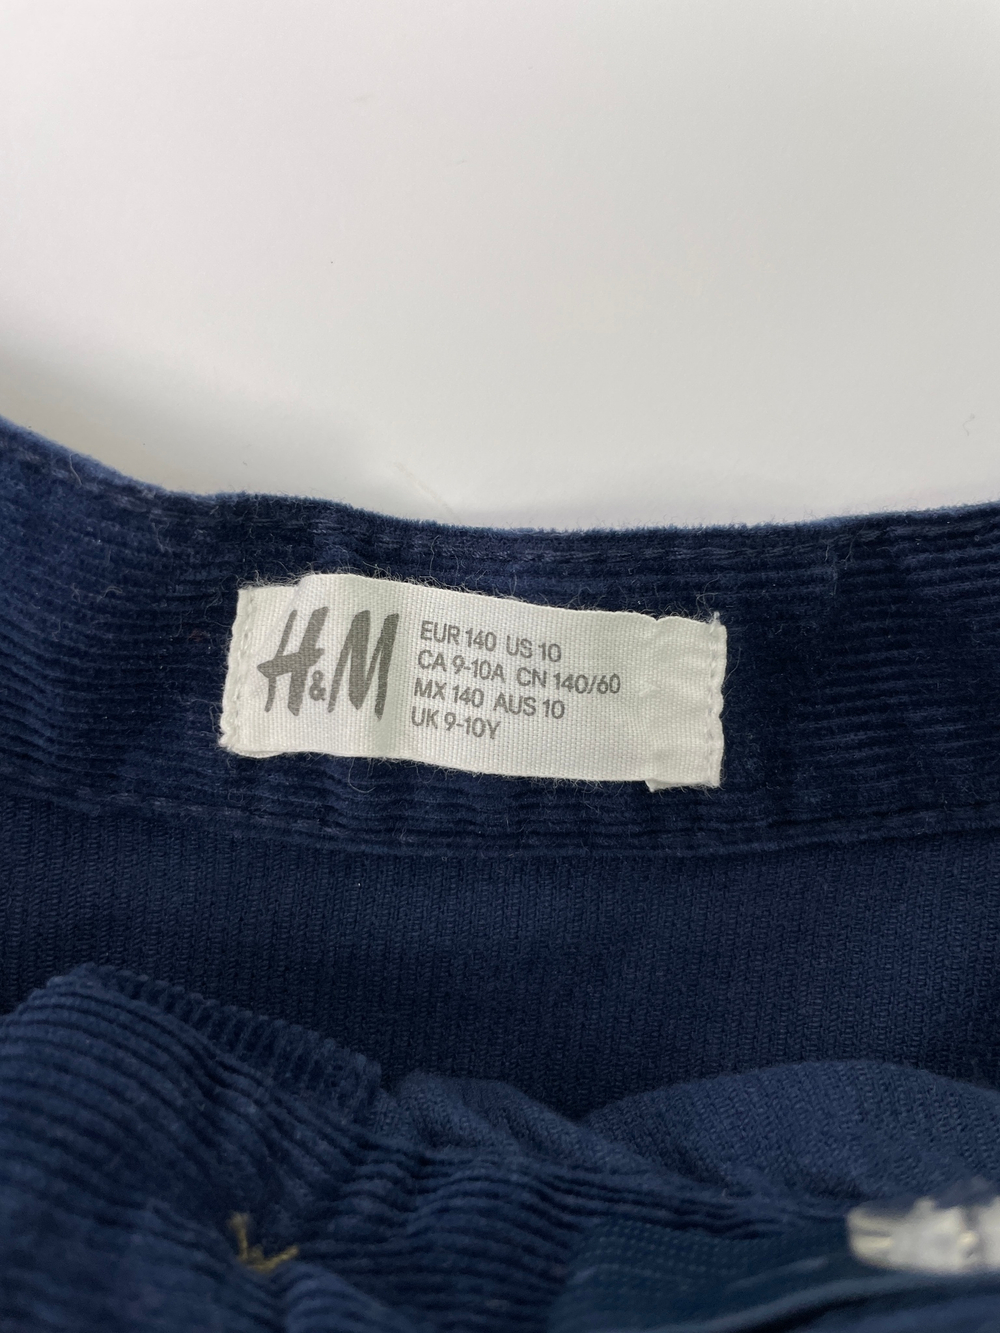 H&M
EUR 140 US 10
CA 9-10A CN 140/60
MX 140 AUS 10
UK 9-10Y